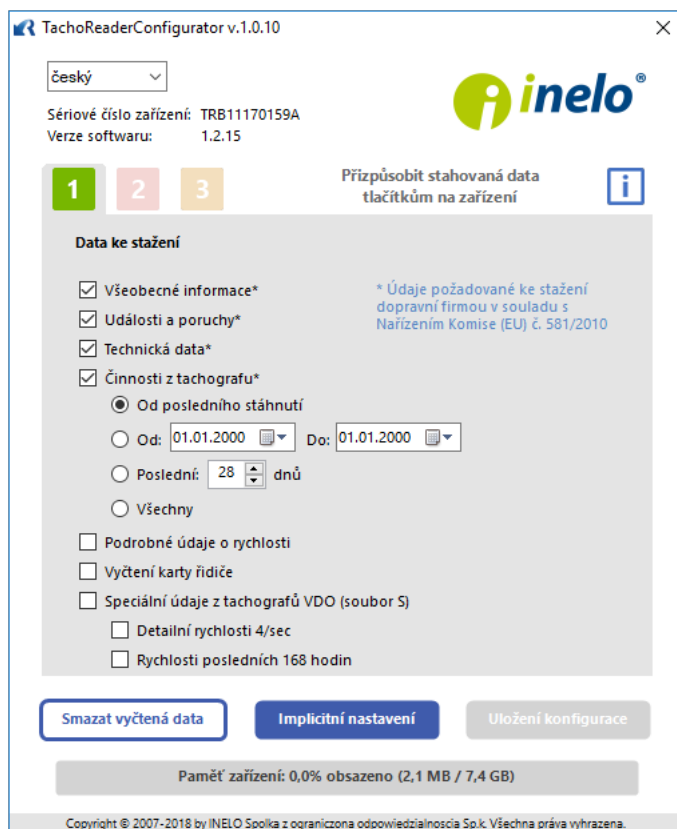 TachoReaderConfigurator v.1.0.10
český
inelo®
Sériové číslo zařízení: TRB11170159A
Verze softwaru: 1.2.15
1 2 3
Přizpůsobit stahovaná data
tlačítkům na zařízení
i
Data ke stažení
Všeobecné informace*
* Údaje požadované ke stažení
dopravní firmou v souladu s
Nařízením Komise (EU) č. 581/2010
Události a poruchy*
Technická data*
Činnosti z tachografu*
Od posledního stáhnutí
Od: 01.01.2000 Do: 01.01.2000
Poslední: 28 dnů
Všechny
Podrobné údaje o rychlosti
Vyčtení karty řidiče
Speciální údaje z tachografů VDO (soubor S)
Detailní rychlosti 4/sec
Rychlosti posledních 168 hodin
Smazat vyčtená data
Implicitní nastavení
Uložení konfigurace
Paměť zařízení: 0,0% obsazeno (2,1 MB / 7,4 GB)
Copyright © 2007-2018 by INELO Spolka z ograniczona odpowiedzialnoscia Sp.k. Všechna práva vyhrazena.